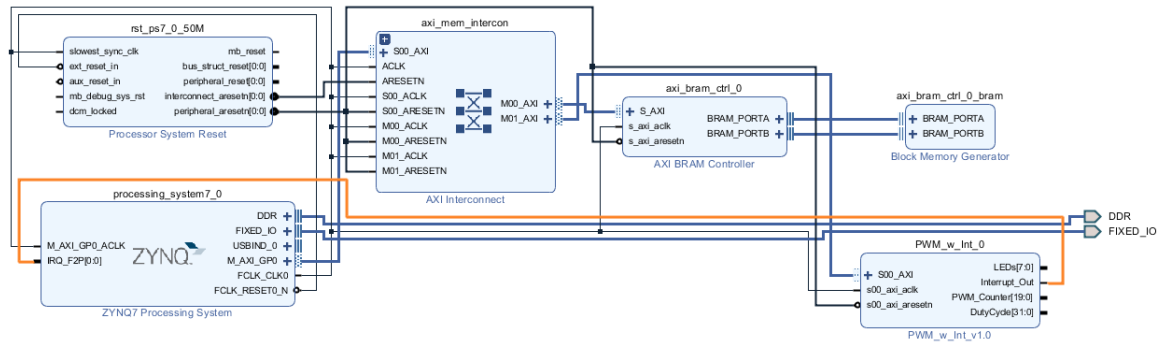 rst_ps7_0_50M
slowest_sync_clk
ext_reset_in
aux_reset_in
mb_debug_sys_rst
dcm_locked
mb_reset
bus_struct_reset[0:0]
peripheral_reset[0:0]
interconnect_aresetn[0:0]
peripheral_aresetn[0:0]
Processor System Reset
axi_mem_intercon
S00_AXI
ACLK
ARESETN
S00_ACLK
S00_ARESETN
M00_ACLK
M00_ARESETN
M01_ACLK
M01_ARESETN
M00_AXI
M01_AXI
AXI Interconnect
axi_bram_ctrl_0
S_AXI
s_axi_aclk
s_axi_aresetn
BRAM_PORTA
BRAM_PORTB
AXI BRAM Controller
axi_bram_ctrl_0_bram
BRAM_PORTA
BRAM_PORTB
Block Memory Generator
processing_system7_0
M_AXI_GP0_ACLK
IRQ_F2P[0:0]
ZYNQ
DDR
FIXED_IO
USBIND_0
M_AXI_GP0
FCLK_CLK0
FCLK_RESET0_N
ZYNQ7 Processing System
DDR
FIXED_IO
PWM_w_Int_0
S00_AXI
s00_axi_aclk
s00_axi_aresetn
LEDs[7:0]
Interrupt_Out
PWM_Counter[19:0]
DutyCycle[31:0]
PWM_w_Int_v1.0